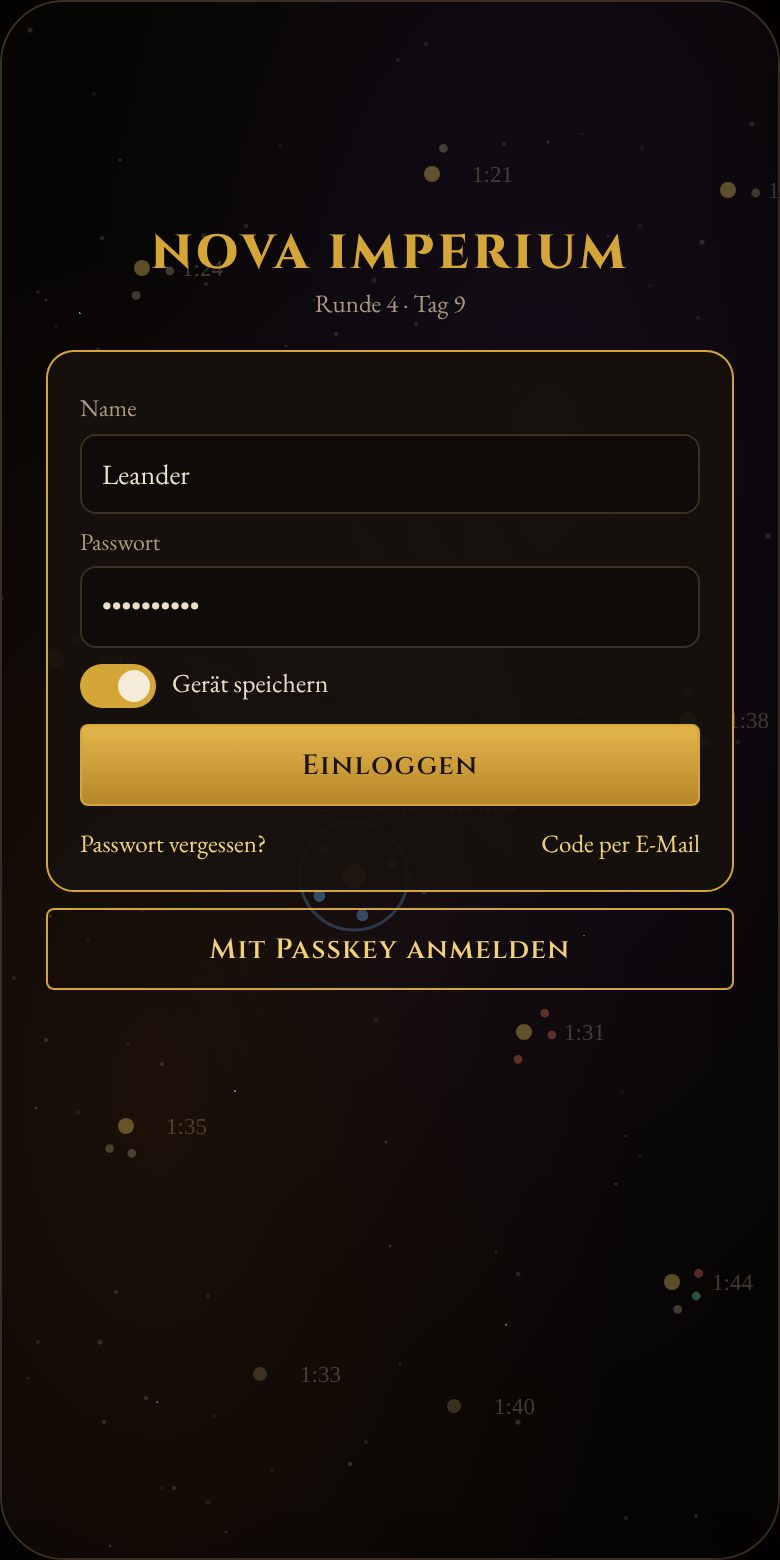 1:21
1
NOVA IMPERIUM
1:24
Runde 4 · Tag 9
Name
Leander
Passwort
••••••••••
Gerät speichern
1:38
EINLOGGEN
Passwort vergessen?
Code per E-Mail
MIT PASSKEY ANMELDEN
1:31
1:35
1:44
1:33
1:40